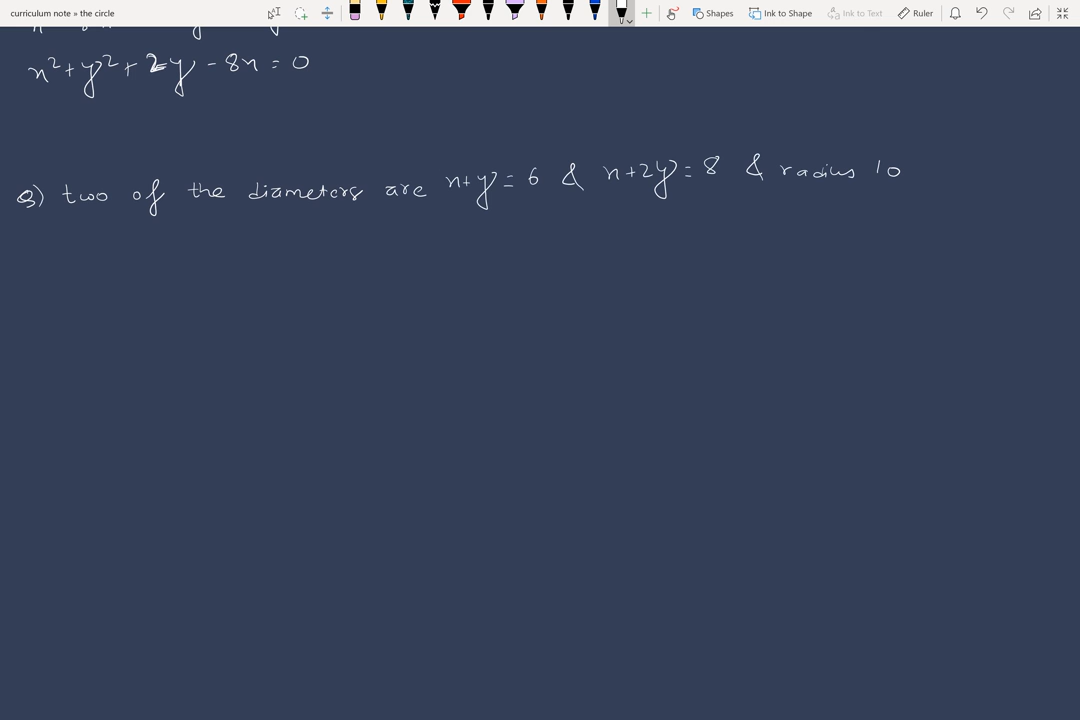 curriculum note » the circle
Shapes
Ink to Shape
Ink to Text
Ruler
x²+y²+2y-8x=0
Q) two of the diameters are x+y=6 & x+2y=8 & radius 10